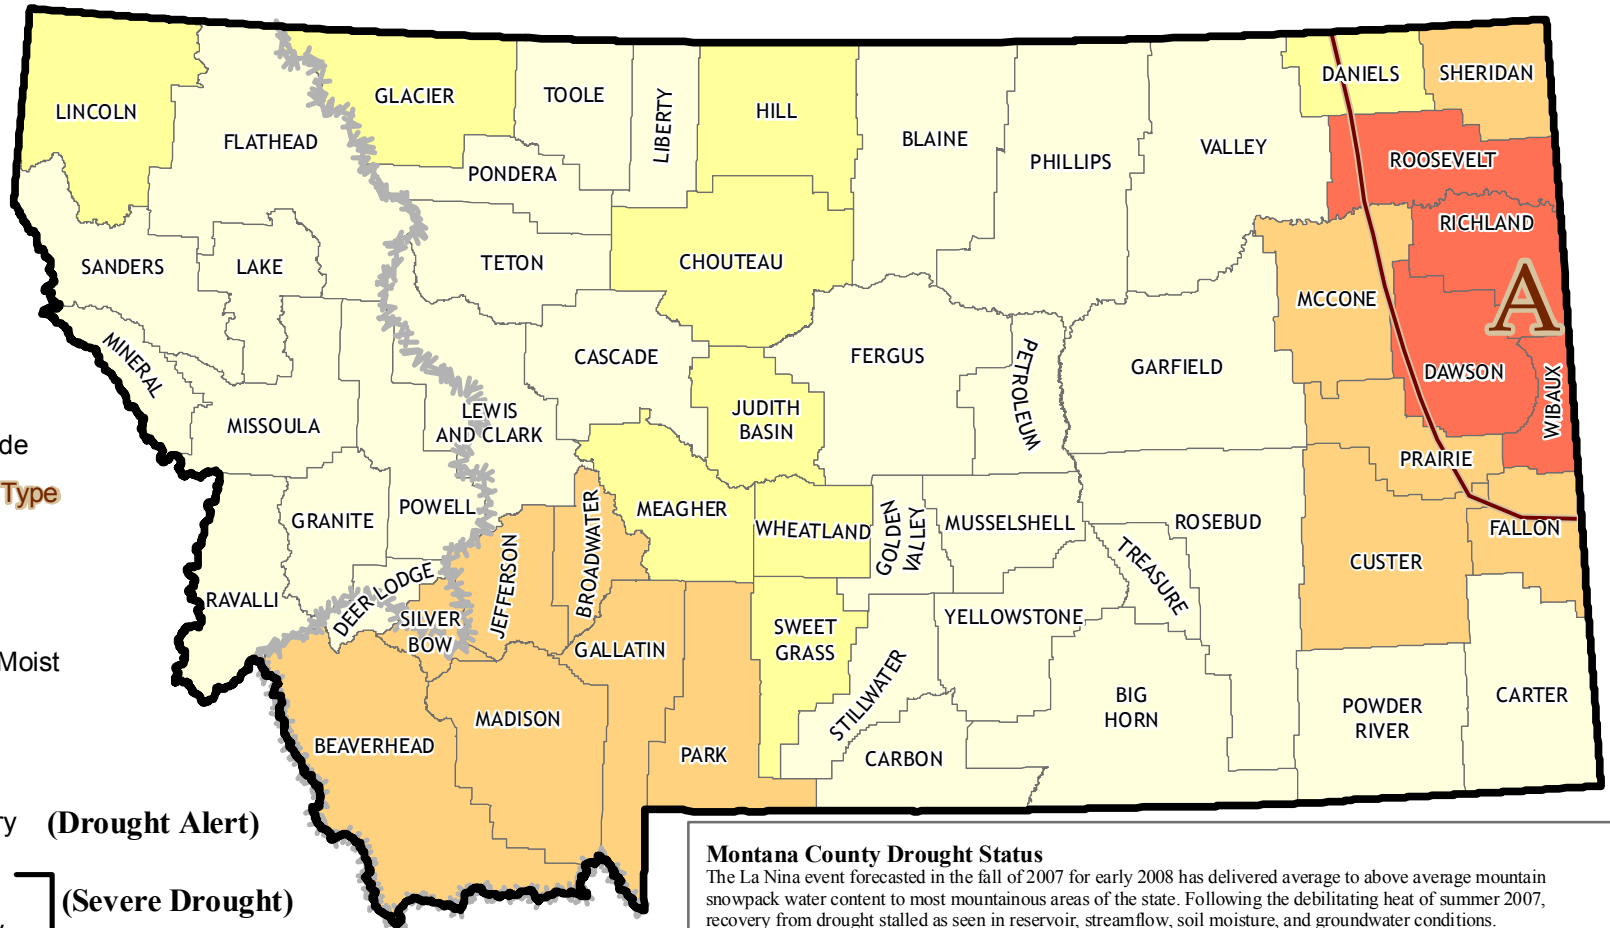 LINCOLN
FLATHEAD
GLACIER
TOOLE
LIBERTY
HILL
BLAINE
PHILLIPS
VALLEY
DANIELS
SHERIDAN
PONDERA
ROOSEVELT
RICHLAND
SANDERS
LAKE
TETON
CHOUTEAU
MCCONE
A
MINERAL
CASCADE
FERGUS
PETROLEUM
GARFIELD
DAWSON
WIBAUX
MISSOULA
LEWIS
AND CLARK
JUDITH
BASIN
PRAIRIE
de
Type
GRANITE
POWELL
JEFFERSON
BROADWATER
MEAGHER
WHEATLAND
GOLDEN
VALLEY
MUSSELSHELL
TREASURE
ROSEBUD
CUSTER
FALLON
RAVALLI
DEER LODGE
SILVER
BOW
GALLATIN
SWEET
GRASS
STILLWATER
YELLOWSTONE
Moist
BEAVERHEAD
MADISON
PARK
CARBON
BIG
HORN
POWDER
RIVER
CARTER
ry (Drought Alert)
(Severe Drought)
Montana County Drought Status
The La Nina event forecasted in the fall of 2007 for early 2008 has delivered average to above average mountain
snowpack water content to most mountainous areas of the state. Following the debilitating heat of summer 2007,
recovery from drought stalled as seen in reservoir, streamflow, soil moisture, and groundwater conditions.